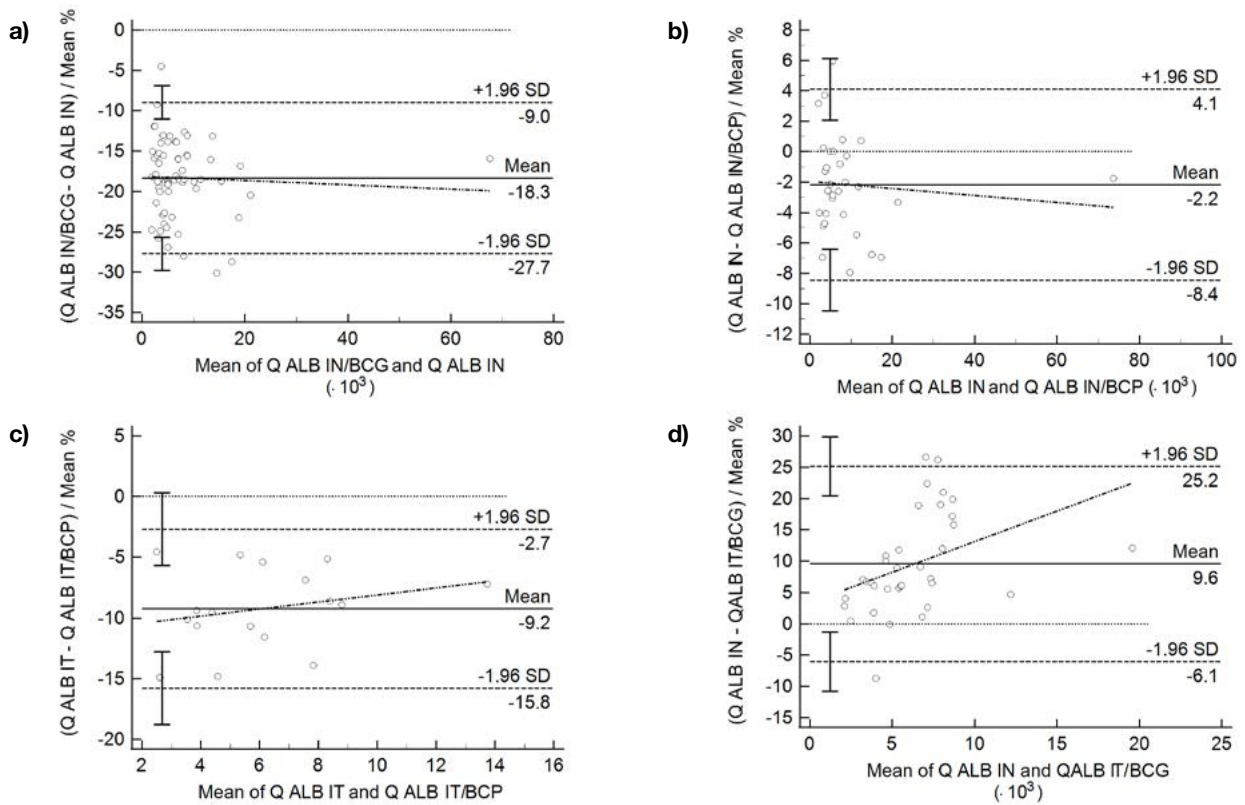 a)
(Q ALB IN/BCG - Q ALB IN) / Mean %
0
-5
-10
-15
-20
-25
-30
-35
+1.96 SD
-9.0
Mean
-18.3
-1.96 SD
-27.7
0 20 40 60 80
Mean of Q ALB IN/BCG and Q ALB IN
(· 10³)
b)
(Q ALB IN - Q ALB IN/BCP) / Mean %
8
6
4
2
0
-2
-4
-6
-8
-10
-12
+1.96 SD
4.1
Mean
-2.2
-1.96 SD
-8.4
0 20 40 60 80 100
Mean of Q ALB IN and Q ALB IN/BCP (· 10³)
c)
(Q ALB IT - Q ALB IT/BCP) / Mean %
5
0
-5
-10
-15
-20
+1.96 SD
-2.7
Mean
-9.2
-1.96 SD
-15.8
2 4 6 8 10 12 14 16
Mean of Q ALB IT and Q ALB IT/BCP
d)
(Q ALB IN - QALB IT/BCG) / Mean %
30
25
20
15
10
5
0
-5
-10
-15
+1.96 SD
25.2
Mean
9.6
-1.96 SD
-6.1
0 5 10 15 20 25
Mean of Q ALB IN and QALB IT/BCG
(· 10³)